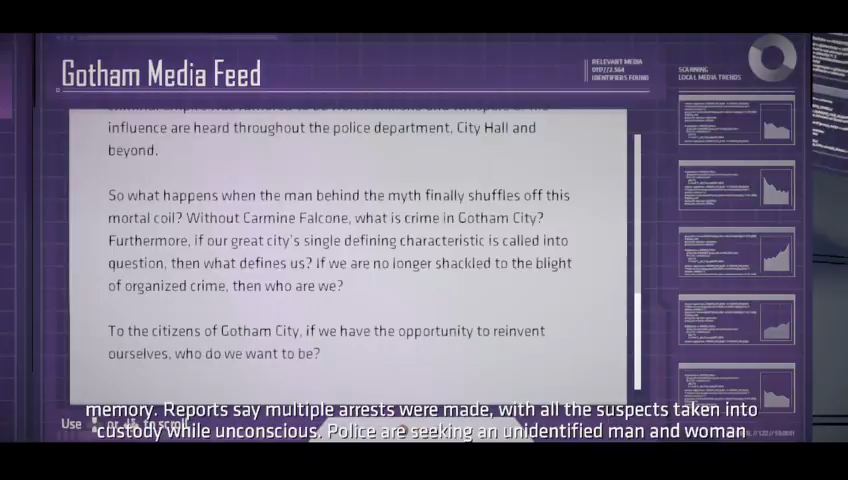 Gotham Media Feed
RELEVANT MEDIA
IDENTIFIERS FOUND
SCANNING
LOCAL MEDIA TRENDS
influence are heard throughout the police department, City Hall and
beyond.
So what happens when the man behind the myth finally shuffles off this
mortal coil? Without Carmine Falcone, what is crime in Gotham City?
Furthermore, if our great city's single defining characteristic is called into
question, then what defines us? If we are no longer shackled to the blight
of organized crime, then who are we?
To the citizens of Gotham City, if we have the opportunity to reinvent
ourselves, who do we want to be?
memory. Reports say multiple arrests were made, with all the suspects taken into
custody while unconscious. Police are seeking an unidentified man and woman
Use or to scroll